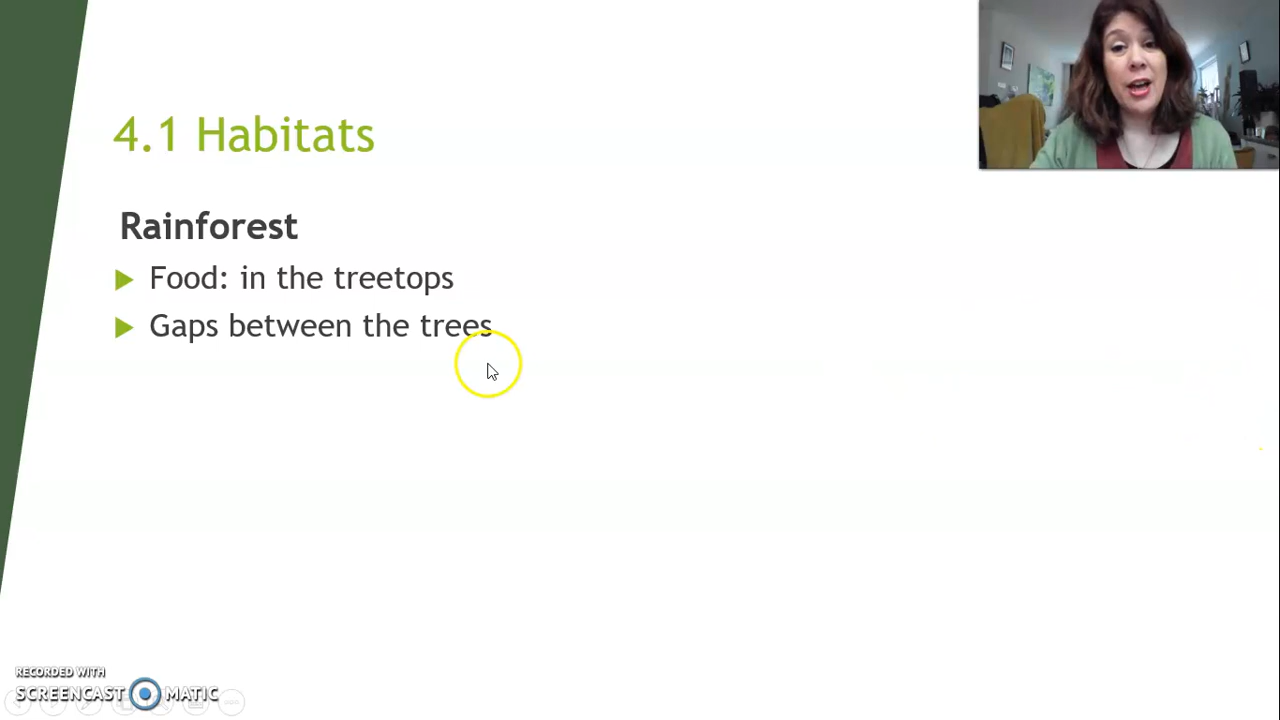 4.1 Habitats
Rainforest
Food: in the treetops
Gaps between the trees
RECORDED WITH
SCREENCAST MATIC